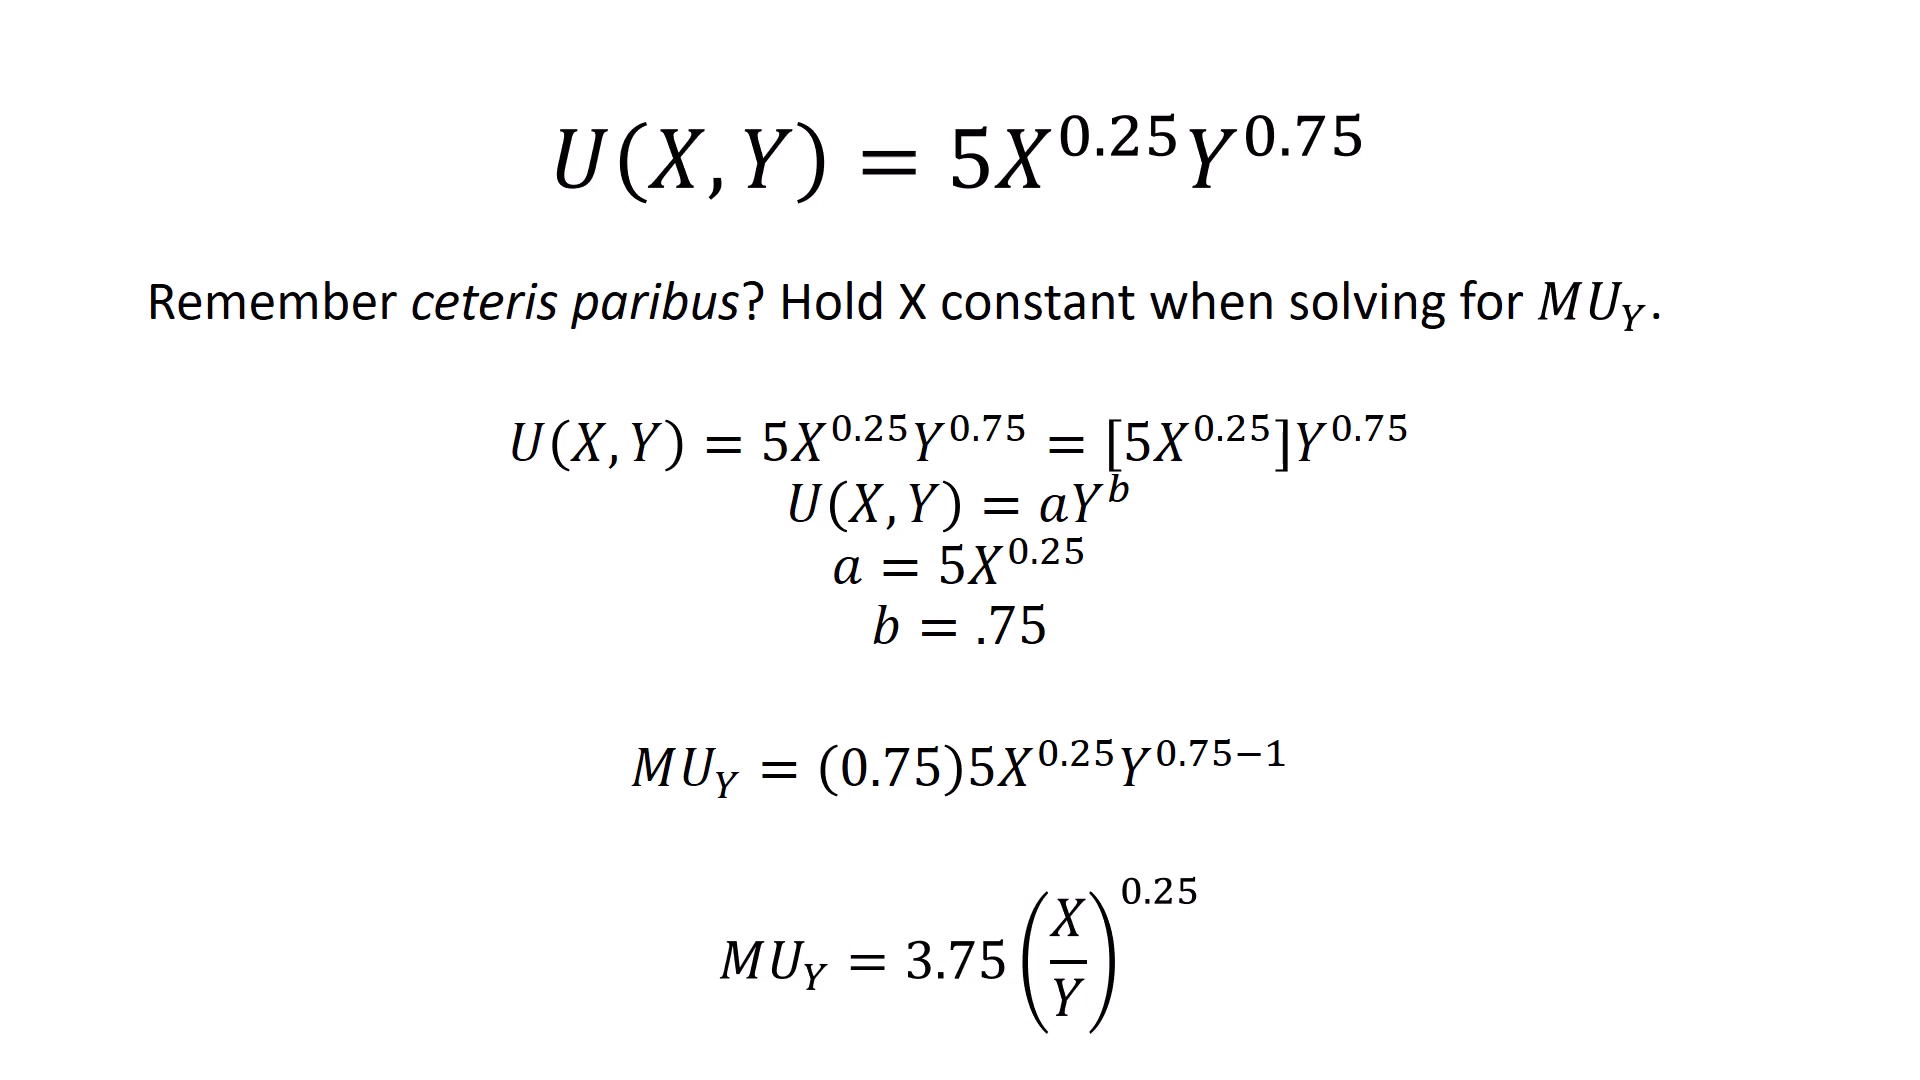 U(X, Y) = 5X^{0.25}Y^{0.75}
Remember ceteris paribus? Hold X constant when solving for MU_Y.
U(X, Y) = 5X^{0.25}Y^{0.75} = [5X^{0.25}]Y^{0.75}
U(X, Y) = aY^b
a = 5X^{0.25}
b = .75
MU_Y = (0.75)5X^{0.25}Y^{0.75−1}
MU_Y = 3.75(\frac{X}{Y})^{0.25}